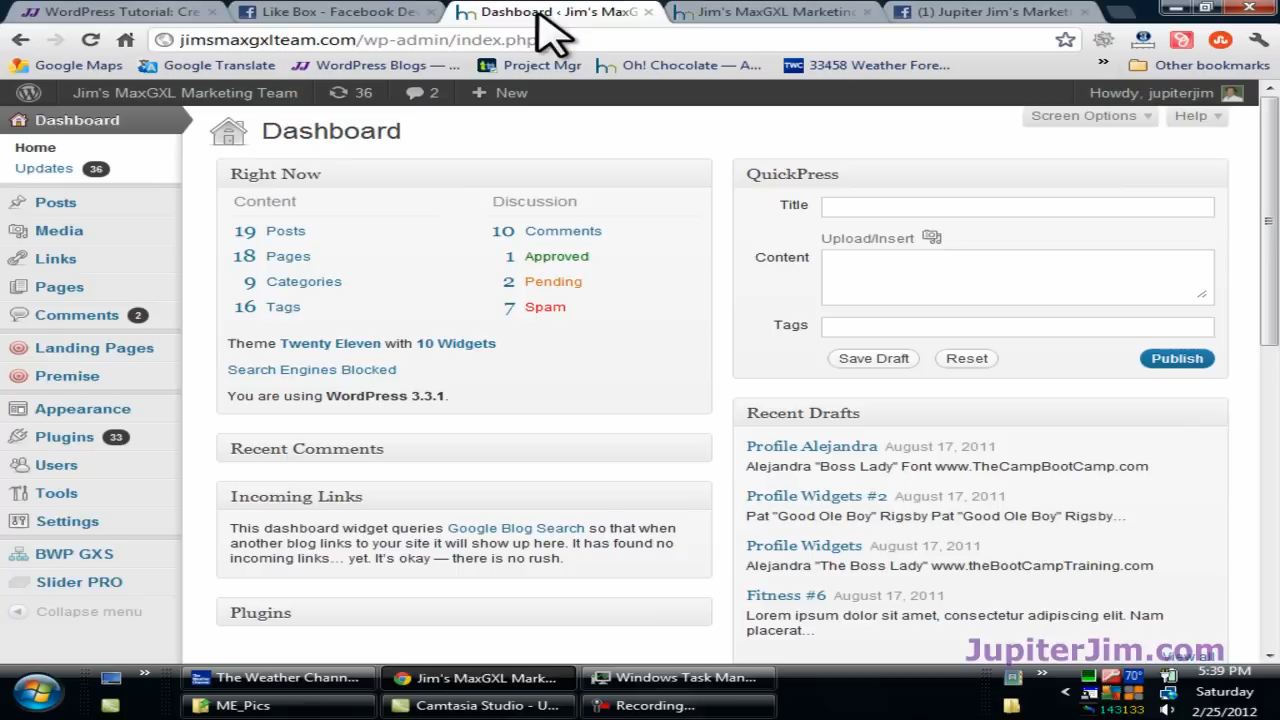 WordPress Tutorial: Cre
Like Box - Facebook De
Dashboard ‹ Jim's MaxG
Jim's MaxGXL Marketing
(1) Jupiter Jim's Market
jimsmaxgxlteam.com/wp-admin/index.php
Google Maps
Google Translate
WordPress Blogs — ...
Project Mgr
Oh! Chocolate — A...
TWC
33458 Weather Fore...
Other bookmarks
Jim's MaxGXL Marketing Team
36
2
+ New
Howdy, jupiterjim
Dashboard
Home
Updates 36
Posts
Media
Links
Pages
Comments 2
Landing Pages
Premise
Appearance
Plugins 33
Users
Tools
Settings
BWP GXS
Slider PRO
Collapse menu
Dashboard
Screen Options
Help
Right Now
Content
Discussion
19 Posts
10 Comments
18 Pages
1 Approved
9 Categories
2 Pending
16 Tags
7 Spam
Theme Twenty Eleven with 10 Widgets
Search Engines Blocked
You are using WordPress 3.3.1.
Recent Comments
Incoming Links
This dashboard widget queries Google Blog Search so that when
another blog links to your site it will show up here. It has found no
incoming links… yet. It's okay — there is no rush.
Plugins
QuickPress
Title
Upload/Insert
Content
Tags
Save Draft
Reset
Publish
Recent Drafts
Profile Alejandra August 17, 2011
Alejandra "Boss Lady" Font www.TheCampBootCamp.com
Profile Widgets #2 August 17, 2011
Pat "Good Ole Boy" Rigsby Pat "Good Ole Boy" Rigsby…
Profile Widgets August 17, 2011
Alejandra "The Boss Lady" www.theBootCampTraining.com
Fitness #6 August 17, 2011
Lorem ipsum dolor sit amet, consectetur adipiscing elit. Nam
placerat…
View all
JupiterJim.com
The Weather Chann...
Jim's MaxGXL Mark...
Windows Task Man...
ME_Pics
Camtasia Studio - U...
Recording...
70°
143133
5:39 PM
Saturday
2/25/2012